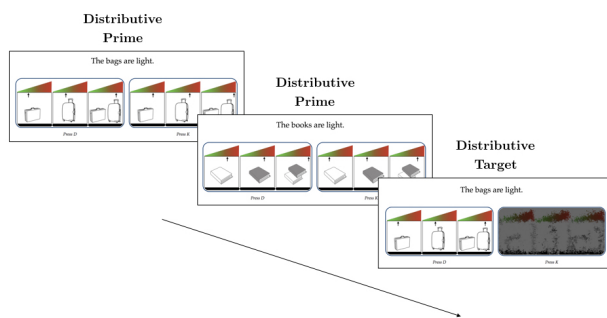 Distributive
Prime
The bags are light.
Press D
Press K
Distributive
Prime
The books are light.
Press D
Press K
Distributive
Target
The bags are light.
Press D
Press K